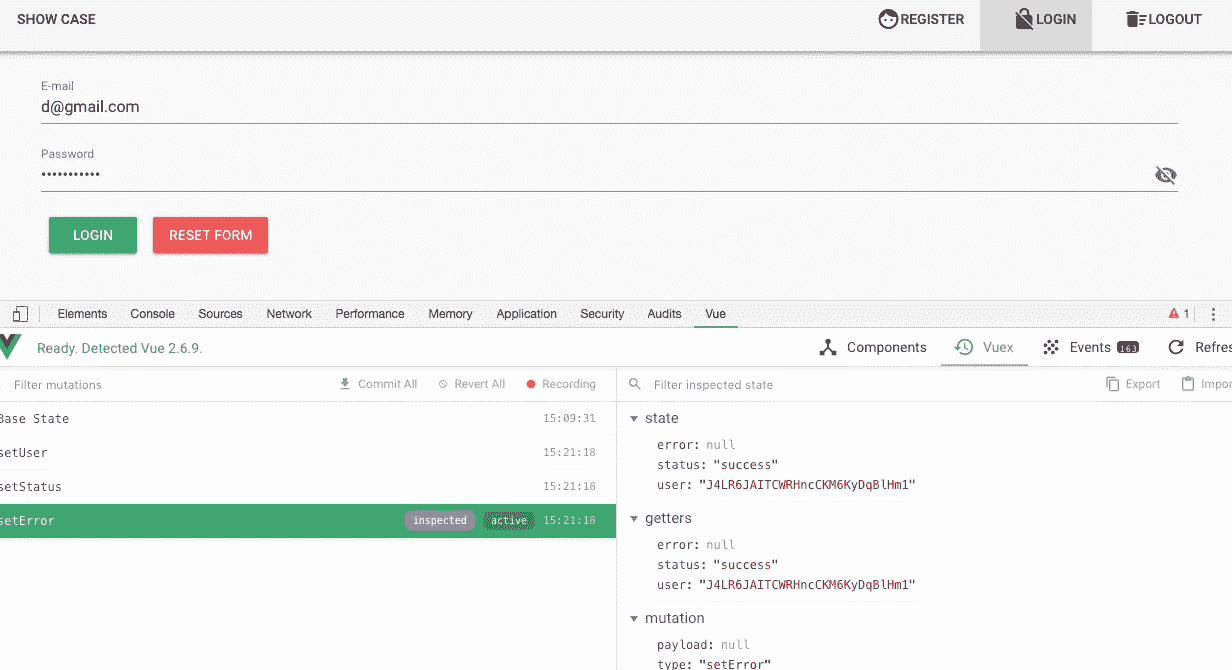 SHOW CASE REGISTER LOGIN LOGOUT
E-mail
d@gmail.com
Password
•••••••••••
LOGIN RESET FORM
Elements Console Sources Network Performance Memory Application Security Audits Vue 1
Ready. Detected Vue 2.6.9. Components Vuex Events 163 Refres
Filter mutations Commit All Revert All Recording Filter inspected state Export Impor
Base State 15:09:31
setUser 15:21:18
setStatus 15:21:18
setError inspected active 15:21:18
state
error: null
status: "success"
user: "J4LR6JAITCWRHncCKM6KyDqBlHm1"
getters
error: null
status: "success"
user: "J4LR6JAITCWRHncCKM6KyDqBlHm1"
mutation
payload: null
type: "setError"